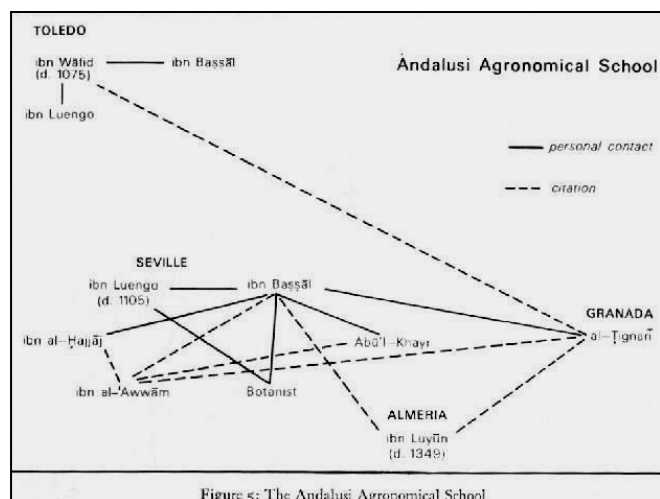 TOLEDO
ibn Wāfid ibn Baṣṣāl
(d. 1075)
ibn Luengo
Andalusi Agronomical School
personal contact
citation
SEVILLE
ibn Luengo ibn Baṣṣāl
(d. 1105)
GRANADA
ibn al-Ḥajjāj Abū'l-Khayr al-Ṭignarī
ibn al-'Awwām Botanist
ALMERIA
ibn Luyūn
(d. 1349)
Figure 5: The Andalusi Agronomical School